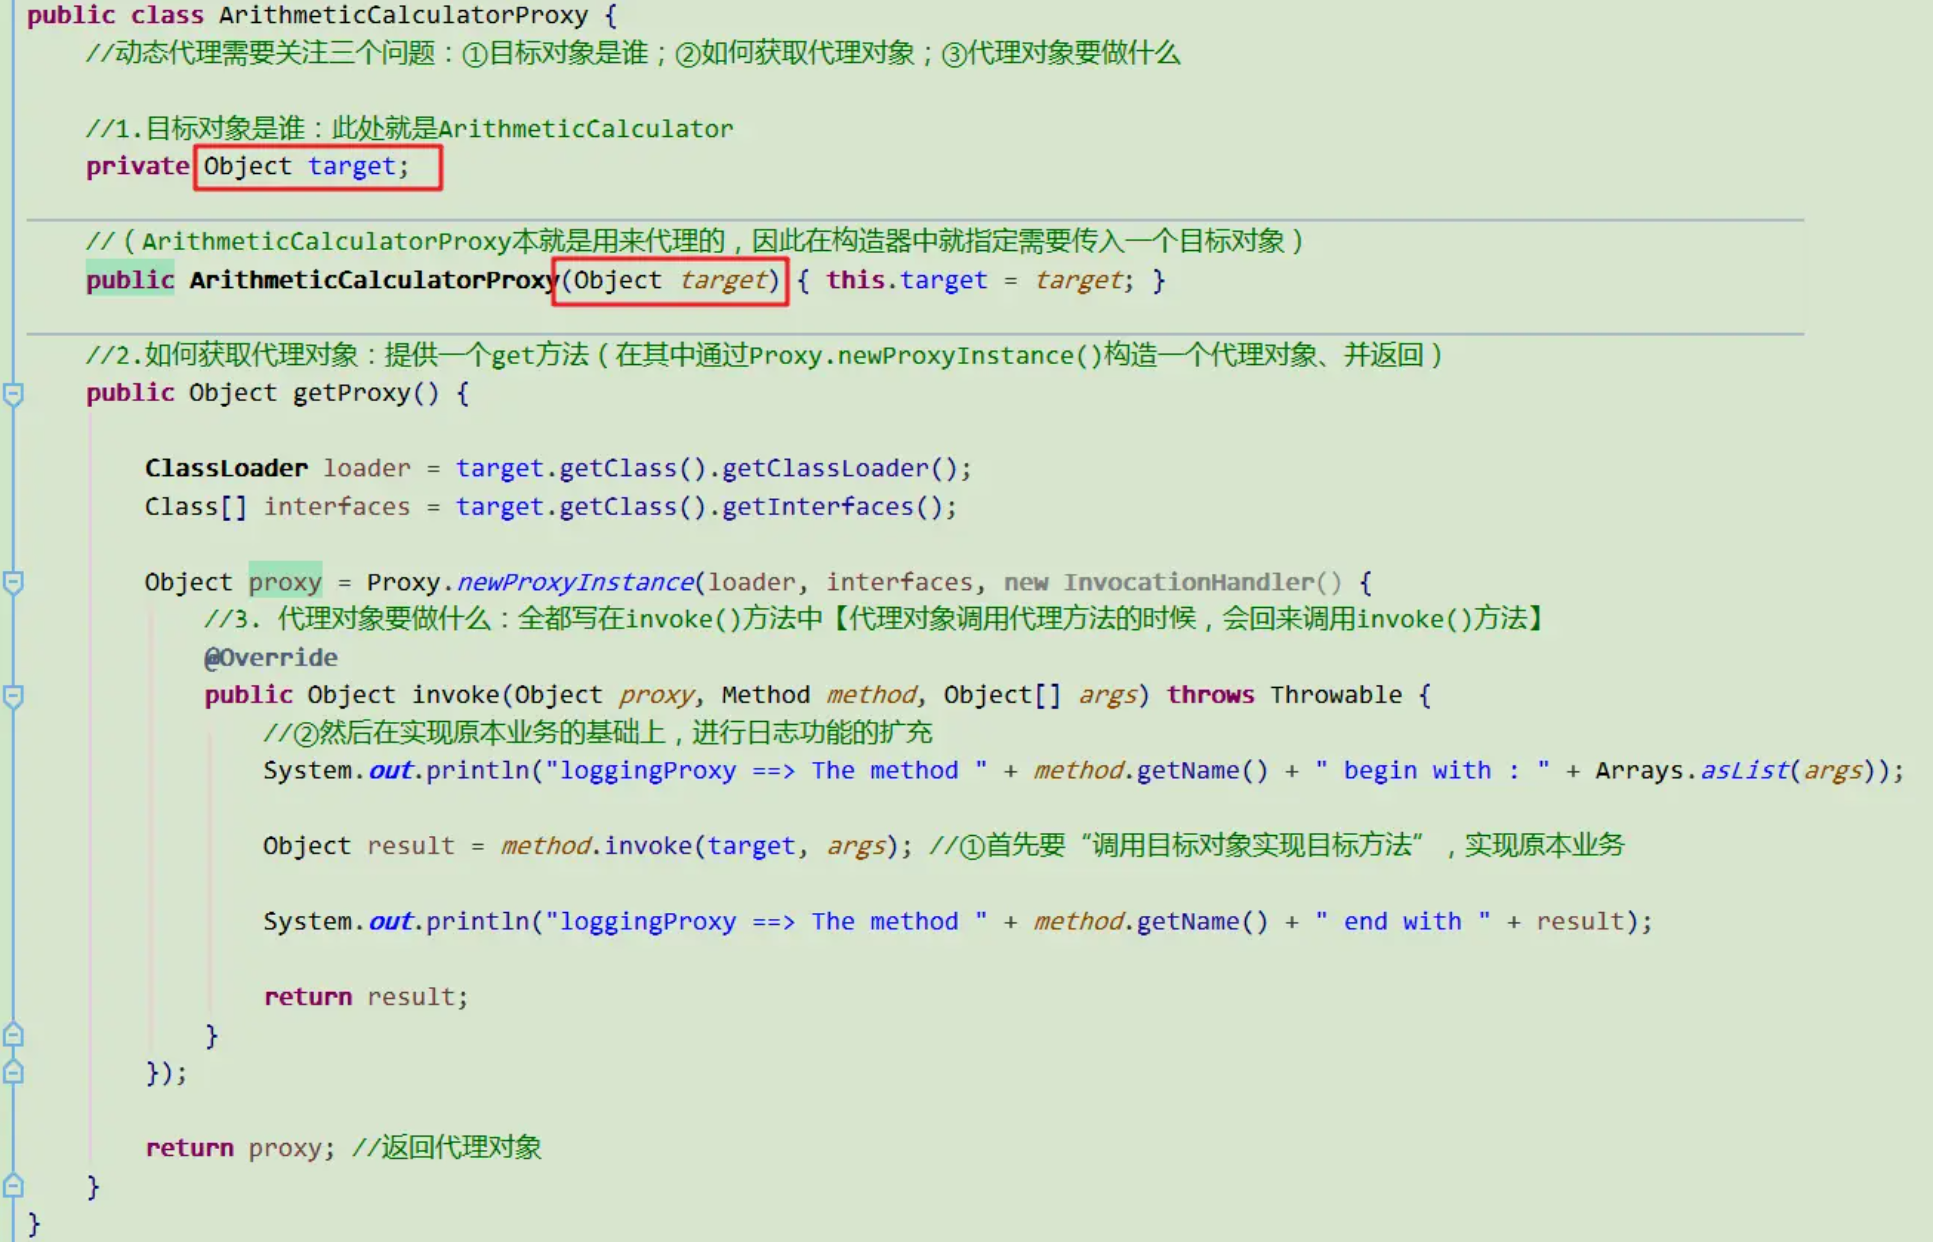 public class ArithmeticCalculatorProxy {
//动态代理需要关注三个问题：①目标对象是谁；②如何获取代理对象；③代理对象要做什么
//1.目标对象是谁：此处就是ArithmeticCalculator
private Object target;
//（ArithmeticCalculatorProxy本就是用来代理的，因此在构造器中就指定需要传入一个目标对象）
public ArithmeticCalculatorProxy(Object target) { this.target = target; }
//2.如何获取代理对象：提供一个get方法（在其中通过Proxy.newProxyInstance()构造一个代理对象、并返回）
public Object getProxy() {
ClassLoader loader = target.getClass().getClassLoader();
Class[] interfaces = target.getClass().getInterfaces();
Object proxy = Proxy.newProxyInstance(loader, interfaces, new InvocationHandler() {
//3. 代理对象要做什么：全都写在invoke()方法中【代理对象调用代理方法的时候，会回来调用invoke()方法】
@Override
public Object invoke(Object proxy, Method method, Object[] args) throws Throwable {
//②然后在实现原本业务的基础上，进行日志功能的扩充
System.out.println("loggingProxy ==> The method " + method.getName() + " begin with : " + Arrays.asList(args));
Object result = method.invoke(target, args); //①首先要“调用目标对象实现目标方法”，实现原本业务
System.out.println("loggingProxy ==> The method " + method.getName() + " end with " + result);
return result;
}
});
return proxy; //返回代理对象
}
}